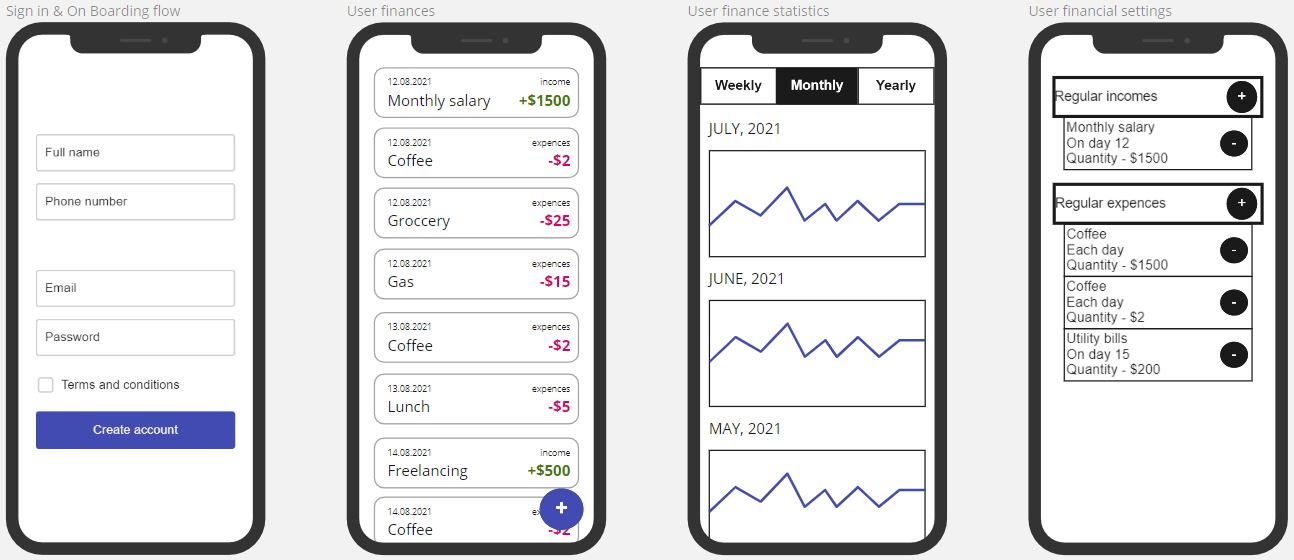 Sign in & On Boarding flow
Full name
Phone number
Email
Password
Terms and conditions
Create account
User finances
12.08.2021 income
Monthly salary +$1500
12.08.2021 expences
Coffee -$2
12.08.2021 expences
Groccery -$25
12.08.2021 expences
Gas -$15
13.08.2021 expences
Coffee -$2
13.08.2021 expences
Lunch -$5
14.08.2021 income
Freelancing +$500
14.08.2021 ex
Coffee -$2
+
User finance statistics
Weekly Monthly Yearly
JULY, 2021
JUNE, 2021
MAY, 2021
User financial settings
Regular incomes +
Monthly salary
On day 12 -
Quantity - $1500
Regular expences +
Coffee
Each day -
Quantity - $1500
Coffee
Each day -
Quantity - $2
Utility bills
On day 15 -
Quantity - $200